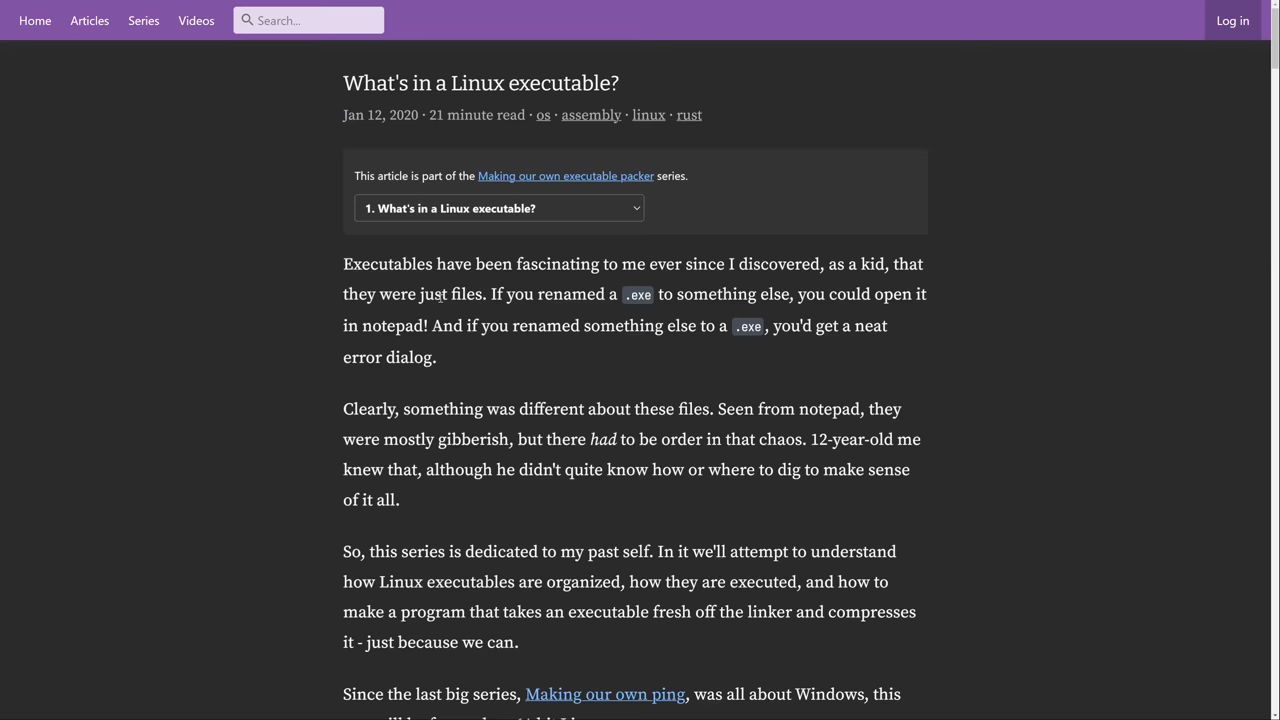 Home Articles Series Videos Search... Log in
What's in a Linux executable?
Jan 12, 2020 · 21 minute read · os · assembly · linux · rust
This article is part of the Making our own executable packer series.
1. What's in a Linux executable?
Executables have been fascinating to me ever since I discovered, as a kid, that
they were just files. If you renamed a .exe to something else, you could open it
in notepad! And if you renamed something else to a .exe, you'd get a neat
error dialog.
Clearly, something was different about these files. Seen from notepad, they
were mostly gibberish, but there had to be order in that chaos. 12-year-old me
knew that, although he didn't quite know how or where to dig to make sense
of it all.
So, this series is dedicated to my past self. In it we'll attempt to understand
how Linux executables are organized, how they are executed, and how to
make a program that takes an executable fresh off the linker and compresses
it - just because we can.
Since the last big series, Making our own ping, was all about Windows, this